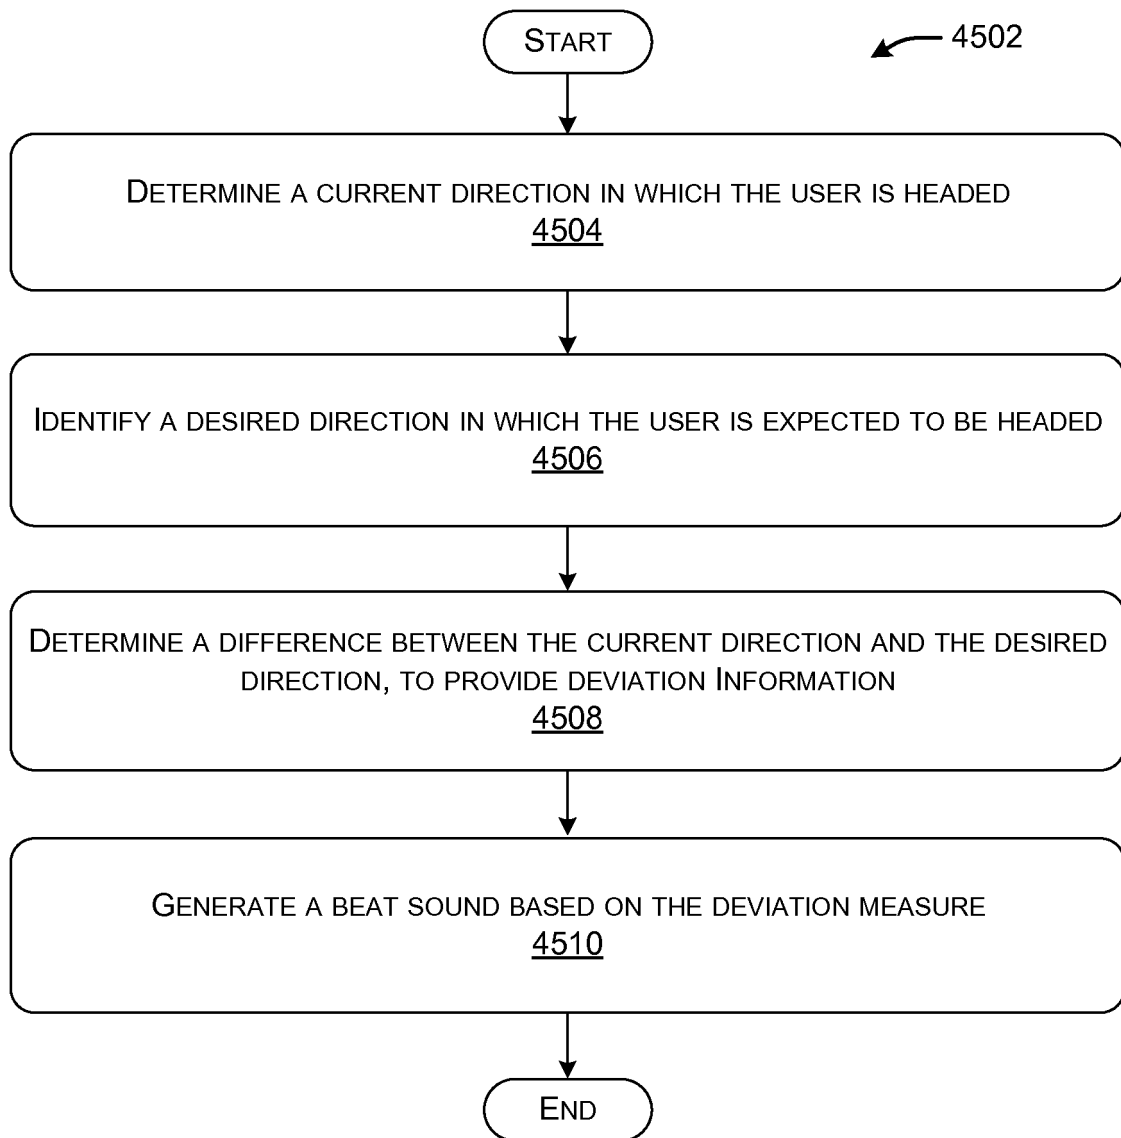 START
4502
DETERMINE A CURRENT DIRECTION IN WHICH THE USER IS HEADED
4504
IDENTIFY A DESIRED DIRECTION IN WHICH THE USER IS EXPECTED TO BE HEADED
4506
DETERMINE A DIFFERENCE BETWEEN THE CURRENT DIRECTION AND THE DESIRED
DIRECTION, TO PROVIDE DEVIATION INFORMATION
4508
GENERATE A BEAT SOUND BASED ON THE DEVIATION MEASURE
4510
END